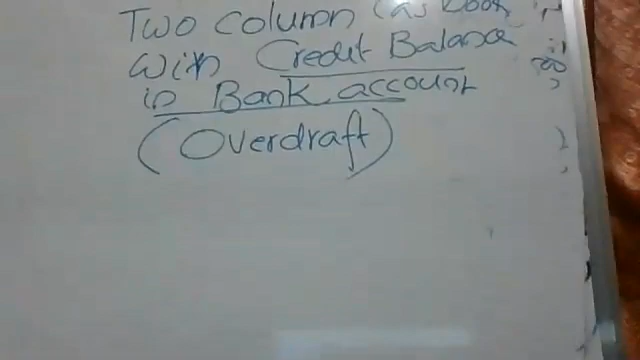 Two column Cash Book
With Credit Balance
in Bank account
(Overdraft)